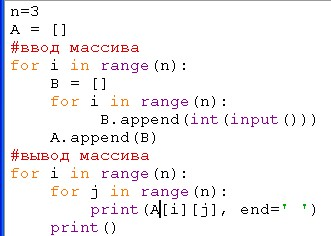 n=3
A = []
#ввод массива
for i in range(n):
    B = []
    for i in range(n):
         B.append(int(input()))
    A.append(B)
#вывод массива
for i in range(n):
    for j in range(n):
        print(A[i][j], end=' ')
    print()